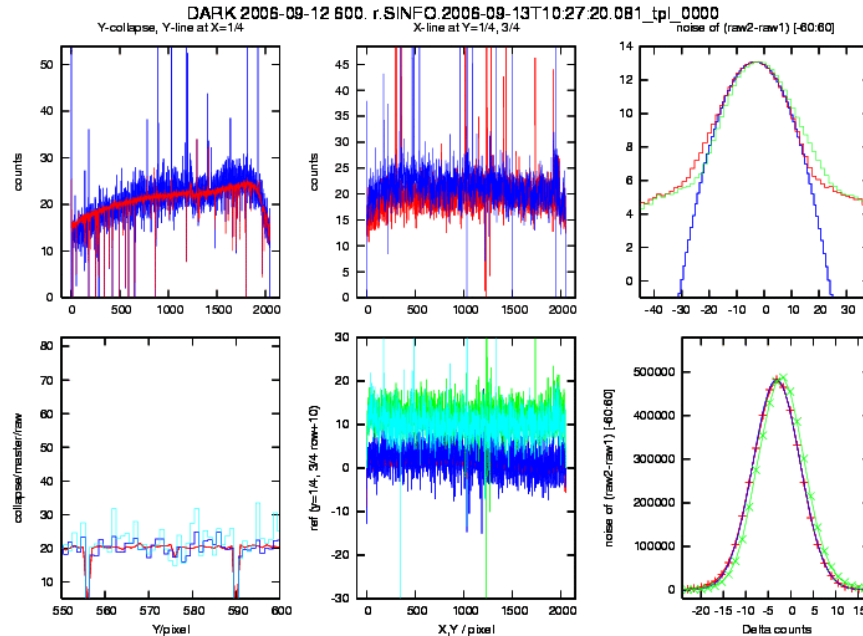 DARK 2006-09-12 600. r.SINFO.2006-09-13T10:27:20.081_tpl_0000
Y-collapse, Y-line at X=1/4
X-line at Y=1/4, 3/4
noise of (raw2-raw1) [-60:60]
counts
50
40
30
20
10
0
0 500 1000 1500 2000
counts
45
40
35
30
25
20
15
10
5
0
0 500 1000 1500 2000
14
12
10
8
6
4
2
0
-40 -30 -20 -10 0 10 20 30
collapse/master/raw
80
70
60
50
40
30
20
10
550 560 570 580 590 600
Y/pixel
ref (y=1/4, 3/4 row+10)
30
20
10
0
-10
-20
-30
0 500 1000 1500 2000
X,Y / pixel
noise of (raw2-raw1) [-60:60]
500000
400000
300000
200000
100000
0
-20 -15 -10 -5 0 5 10 15
Delta counts